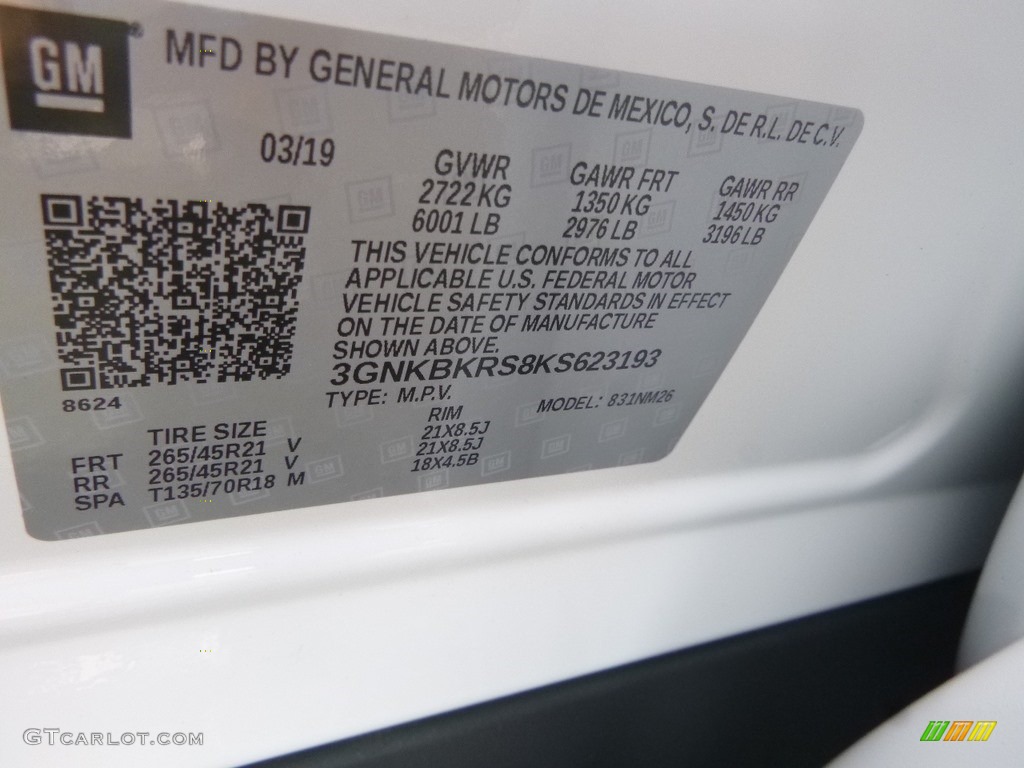 GM
MFD BY GENERAL MOTORS DE MEXICO, S. DE R.L. DE C.V.
03/19
GVWR GAWR FRT GAWR RR
2722 KG 1350 KG 1450 KG
6001 LB 2976 LB 3196 LB
THIS VEHICLE CONFORMS TO ALL
APPLICABLE U.S. FEDERAL MOTOR
VEHICLE SAFETY STANDARDS IN EFFECT
ON THE DATE OF MANUFACTURE
SHOWN ABOVE.
3GNKBKRS8KS623193
8624
TYPE: M.P.V. MODEL: 831NM26
TIRE SIZE RIM
FRT 265/45R21 V 21X8.5J
RR 265/45R21 V 21X8.5J
SPA T135/70R18 M 18X4.5B
GTCARLOT.COM